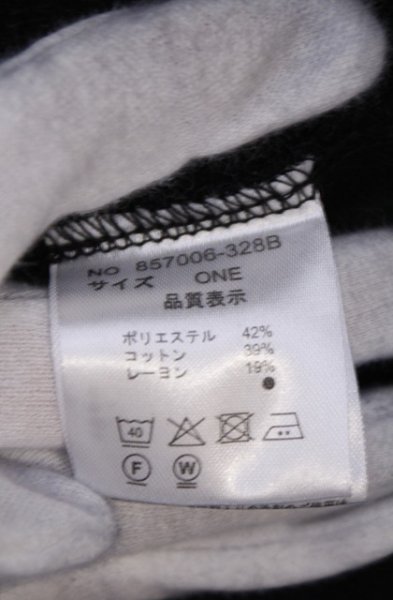 NO 857006-328B
サイズ ONE
品質表示
ポリエステル 42%
コットン 39%
レーヨン 19%
40
F W